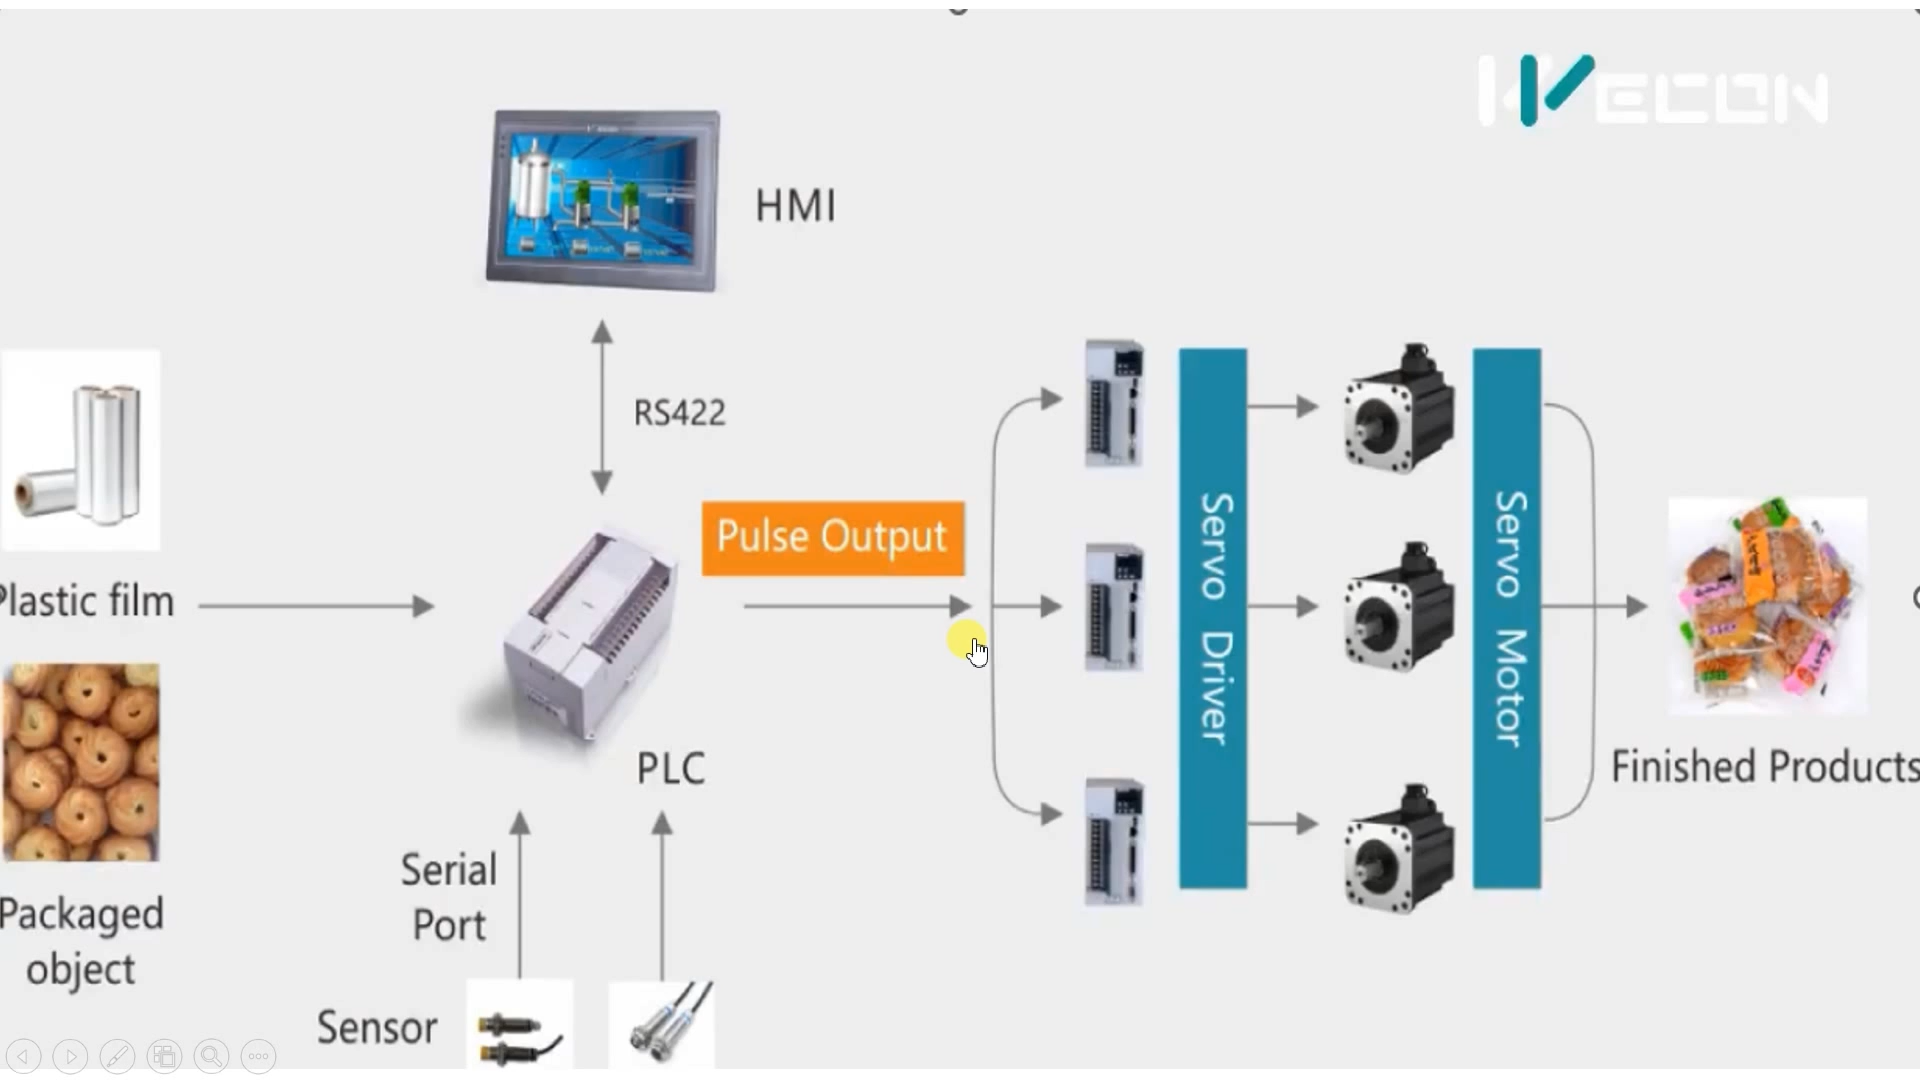 WECON
HMI
RS422
Pulse Output
Plastic film
PLC
Servo Driver
Servo Motor
Finished Products
Packaged
object
Serial
Port
Sensor